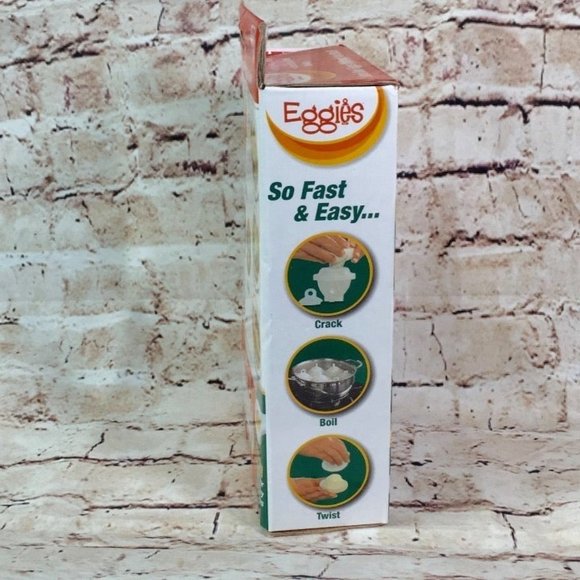 Eggies
So Fast
& Easy...
Crack
Boil
Twist